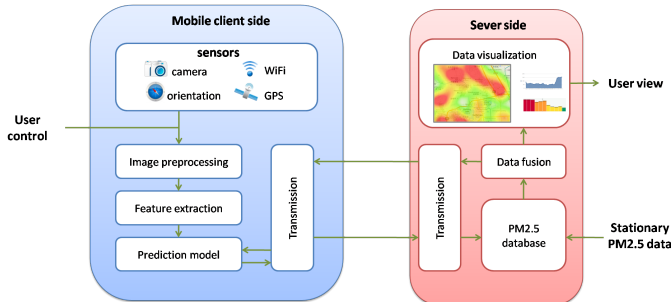 Mobile client side
sensors
camera
WiFi
orientation
GPS
User
control
Image preprocessing
Feature extraction
Prediction model
Transmission
Sever side
Data visualization
User view
Data fusion
Transmission
PM2.5
database
Stationary
PM2.5 data